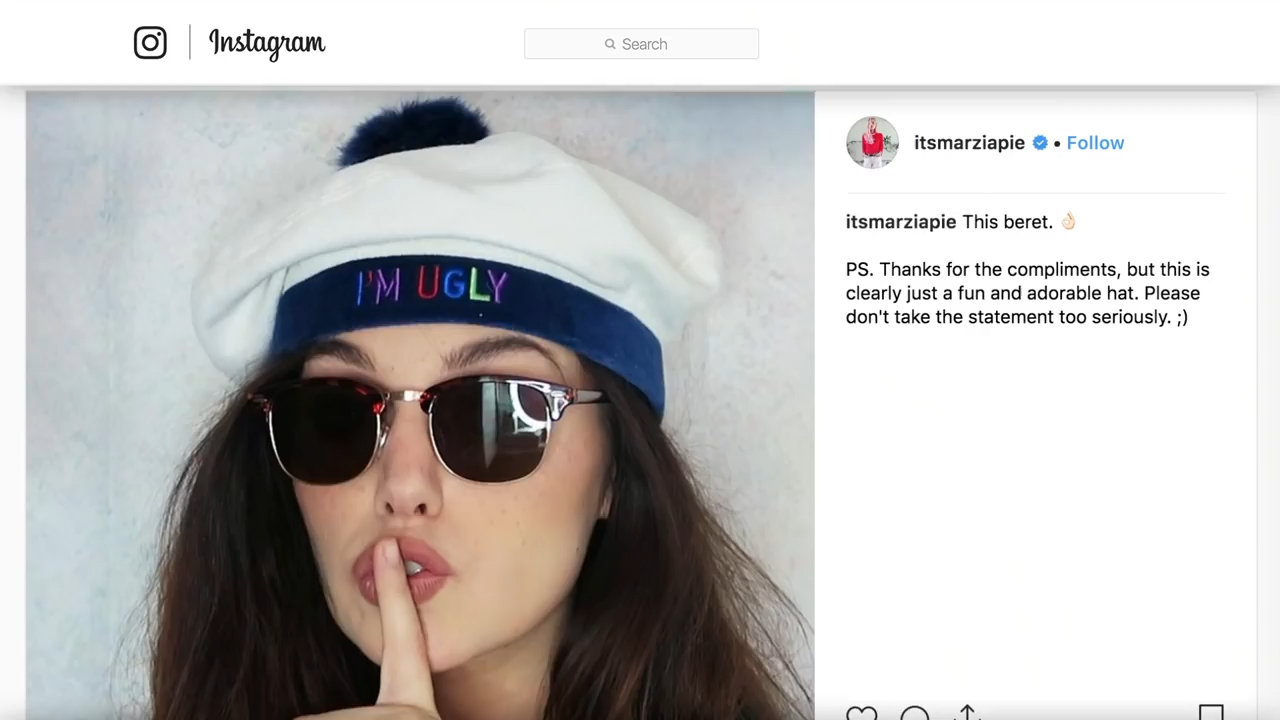 Instagram
Search
I'M UGLY
itsmarziapie • Follow
itsmarziapie This beret. 👌🏻
PS. Thanks for the compliments, but this is
clearly just a fun and adorable hat. Please
don't take the statement too seriously. ;)